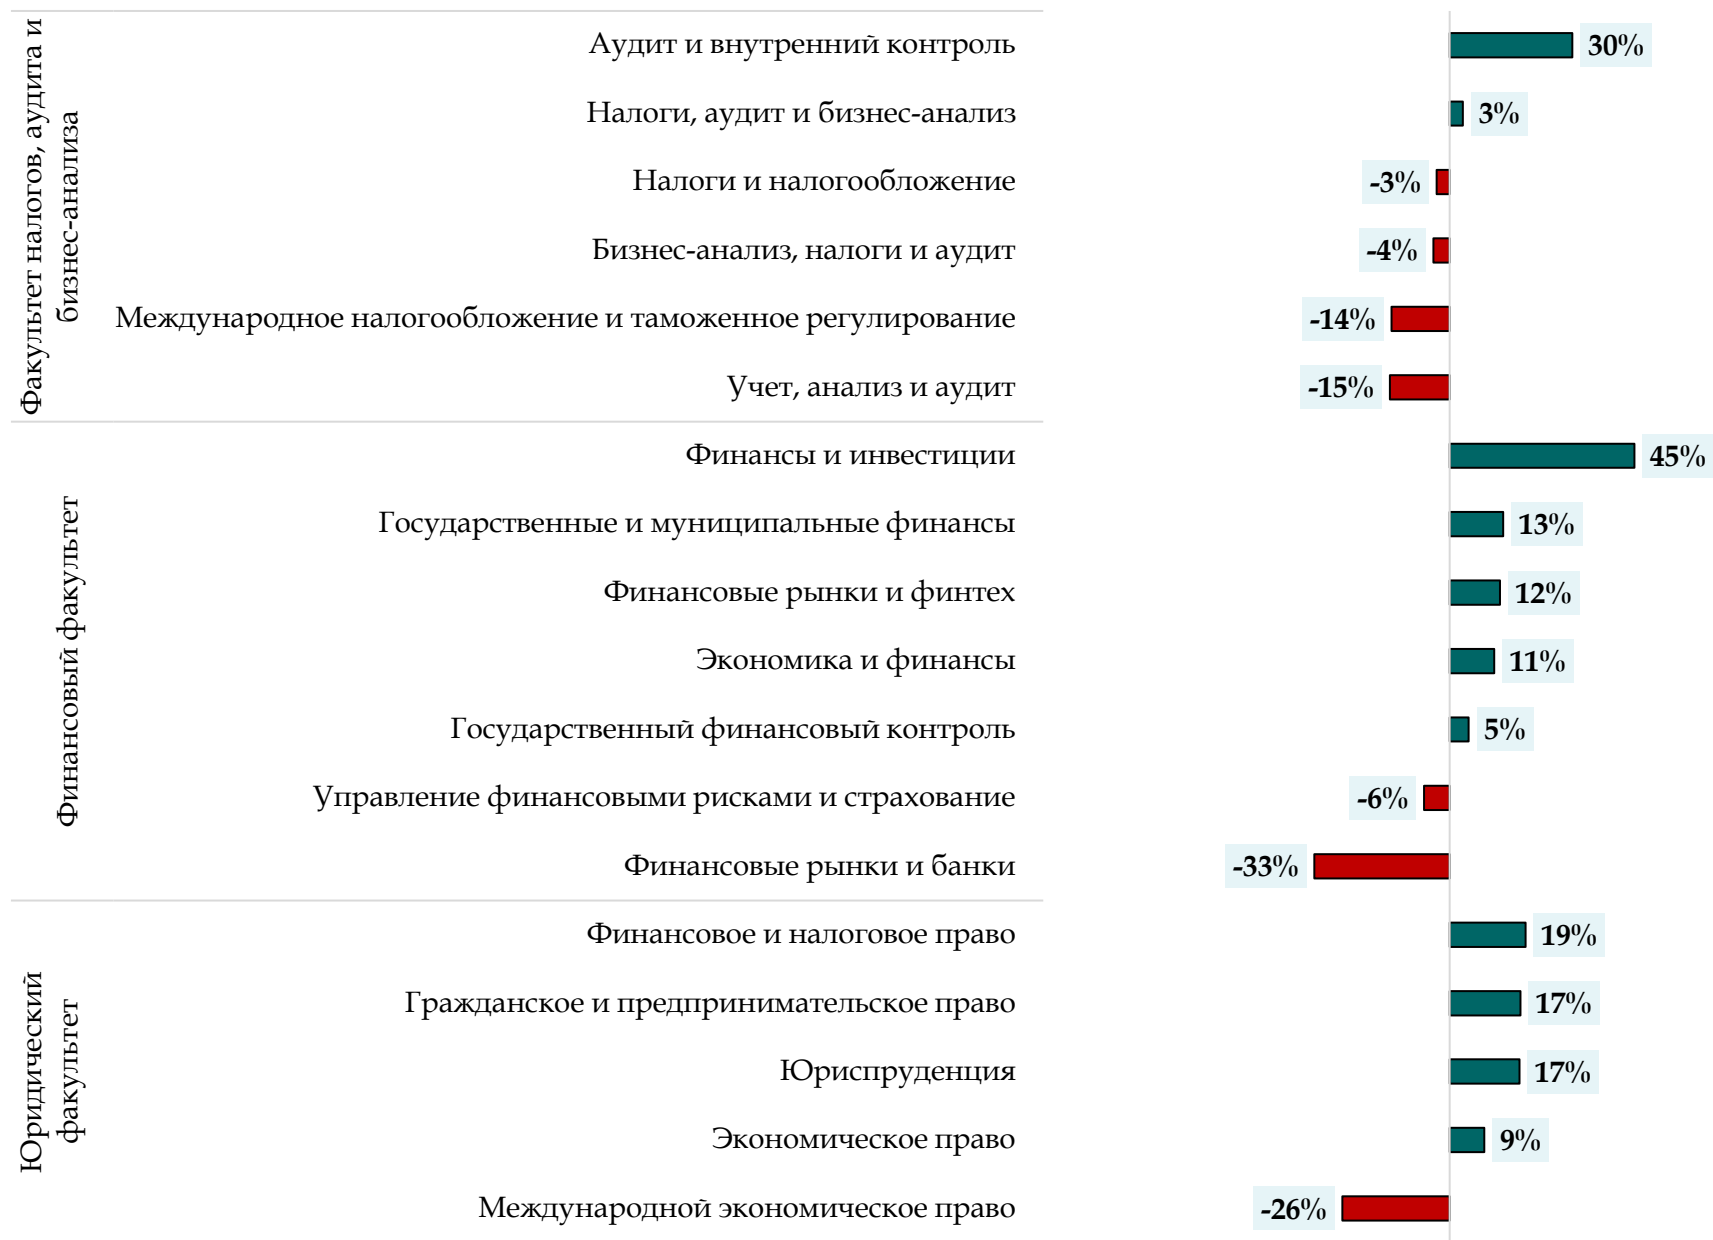 Факультет налогов, аудита и
бизнес-анализа
Аудит и внутренний контроль 30%
Налоги, аудит и бизнес-анализ 3%
Налоги и налогообложение -3%
Бизнес-анализ, налоги и аудит -4%
Международное налогообложение и таможенное регулирование -14%
Учет, анализ и аудит -15%
Финансовый факультет
Финансы и инвестиции 45%
Государственные и муниципальные финансы 13%
Финансовые рынки и финтех 12%
Экономика и финансы 11%
Государственный финансовый контроль 5%
Управление финансовыми рисками и страхование -6%
Финансовые рынки и банки -33%
Юридический
факультет
Финансовое и налоговое право 19%
Гражданское и предпринимательское право 17%
Юриспруденция 17%
Экономическое право 9%
Международной экономическое право -26%